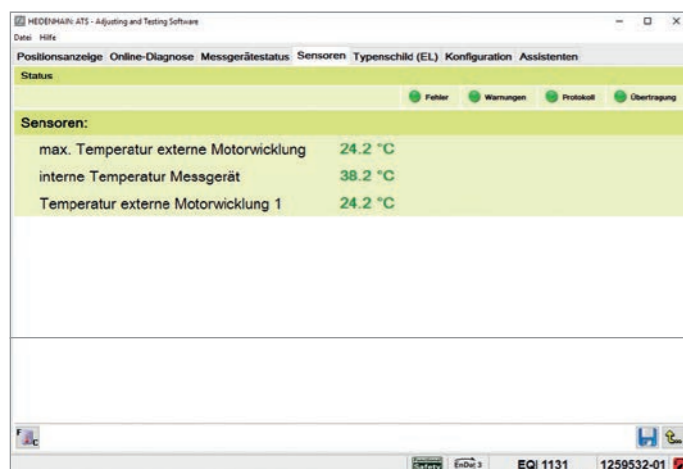 HEIDENHAIN: ATS - Adjusting and Testing Software
Datei Hilfe
Positionsanzeige Online-Diagnose Messgerätestatus Sensoren Typenschild (EL) Konfiguration Assistenten
Status
Fehler Warnungen Protokoll Übertragung
Sensoren:
max. Temperatur externe Motorwicklung 24.2 °C
interne Temperatur Messgerät 38.2 °C
Temperatur externe Motorwicklung 1 24.2 °C
F C
Functional Safety EnDat 3 EQI 1131 1259532-01